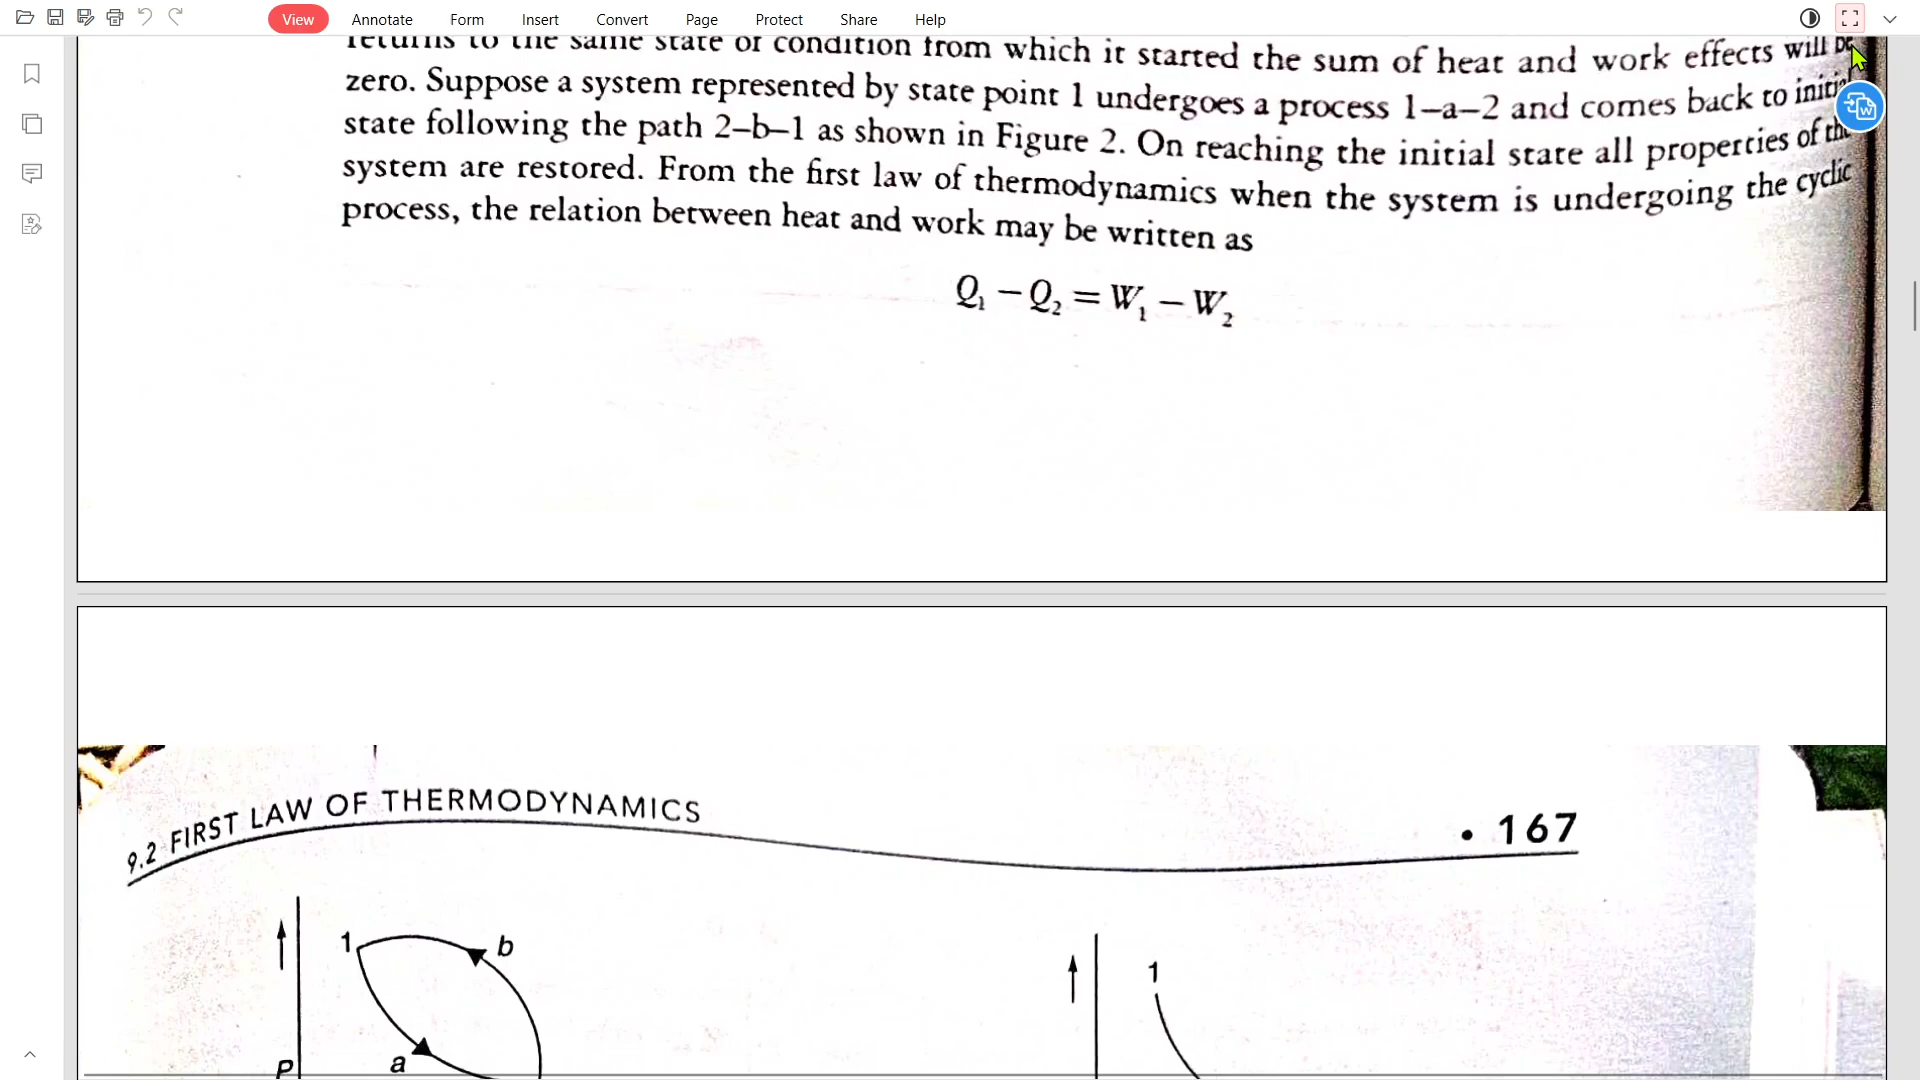 View Annotate Form Insert Convert Page Protect Share Help
returns to the same state or condition from which it started the sum of heat and work effects will be
zero. Suppose a system represented by state point 1 undergoes a process 1–a–2 and comes back to initial
state following the path 2–b–1 as shown in Figure 2. On reaching the initial state all properties of the
system are restored. From the first law of thermodynamics when the system is undergoing the cyclic
process, the relation between heat and work may be written as
Q₁ − Q₂ = W₁ − W₂
9.2 FIRST LAW OF THERMODYNAMICS
• 167
1
b
1
a
P